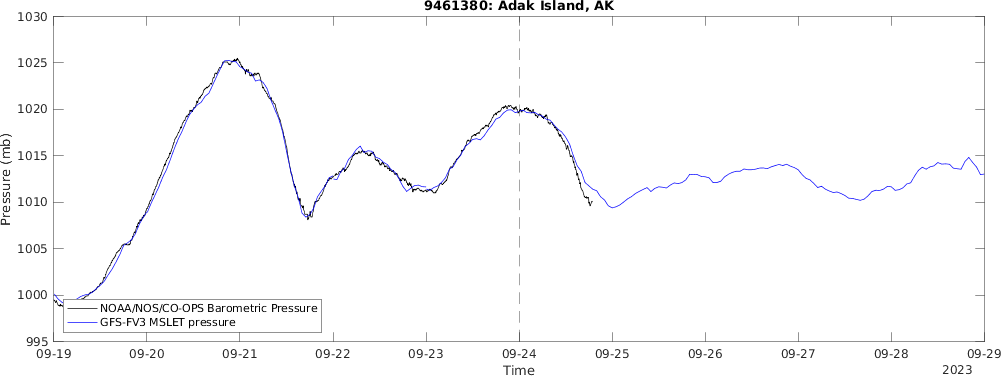 9461380: Adak Island, AK
Pressure (mb)
1030
1025
1020
1015
1010
1005
1000
995
NOAA/NOS/CO-OPS Barometric Pressure
GFS-FV3 MSLET pressure
09-19 09-20 09-21 09-22 09-23 09-24 09-25 09-26 09-27 09-28 09-29
Time
2023